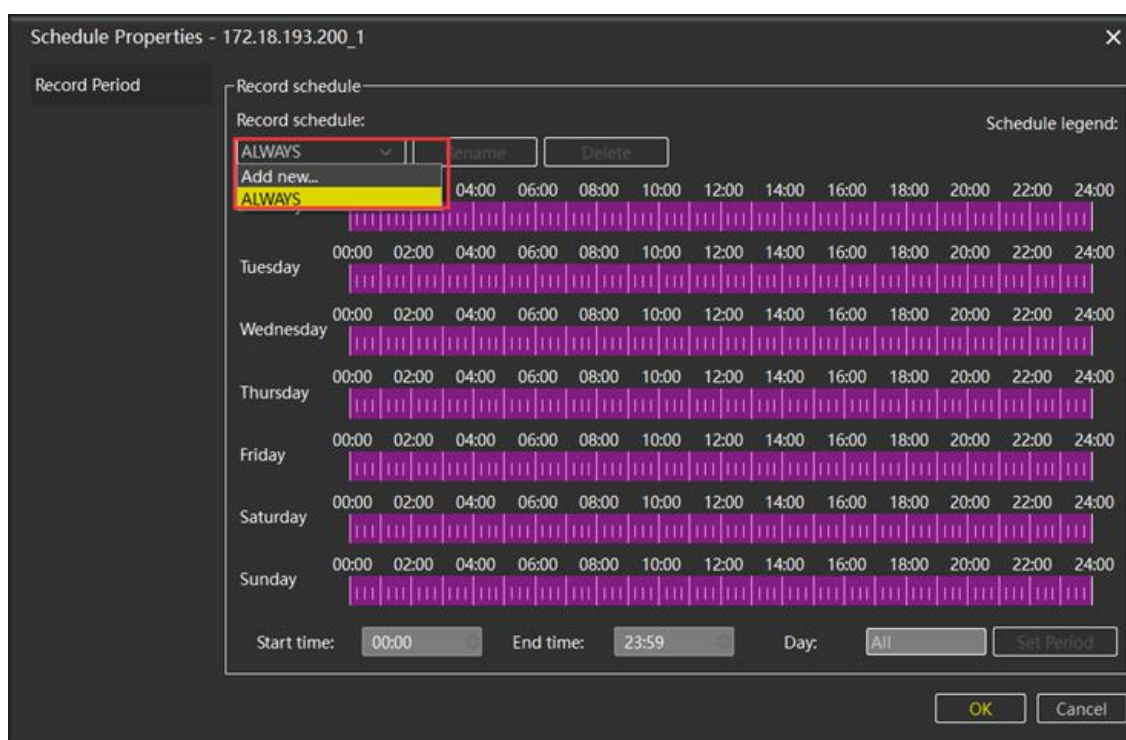 Schedule Properties - 172.18.193.200_1
Record Period
Record schedule
Record schedule:
Schedule legend:
ALWAYS
Delete
Add new...
ALWAYS
04:00 06:00 08:00 10:00 12:00 14:00 16:00 18:00 20:00 22:00 24:00
00:00 02:00 04:00 06:00 08:00 10:00 12:00 14:00 16:00 18:00 20:00 22:00 24:00
Tuesday
00:00 02:00 04:00 06:00 08:00 10:00 12:00 14:00 16:00 18:00 20:00 22:00 24:00
Wednesday
00:00 02:00 04:00 06:00 08:00 10:00 12:00 14:00 16:00 18:00 20:00 22:00 24:00
Thursday
00:00 02:00 04:00 06:00 08:00 10:00 12:00 14:00 16:00 18:00 20:00 22:00 24:00
Friday
00:00 02:00 04:00 06:00 08:00 10:00 12:00 14:00 16:00 18:00 20:00 22:00 24:00
Saturday
00:00 02:00 04:00 06:00 08:00 10:00 12:00 14:00 16:00 18:00 20:00 22:00 24:00
Sunday
Start time: 00:00 End time: 23:59 Day: All Set Period
OK Cancel